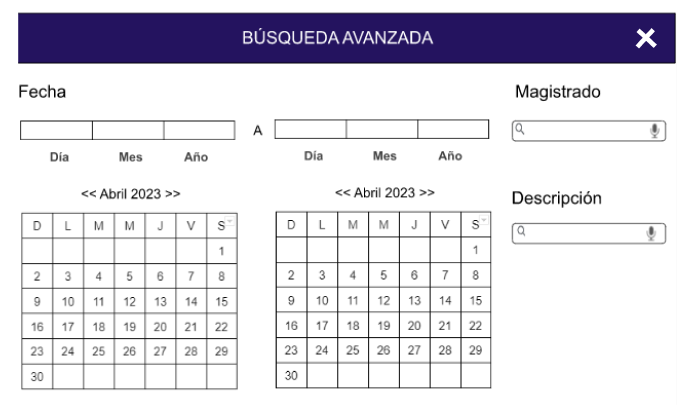 BÚSQUEDA AVANZADA
Fecha
A
Día Mes Año
<< Abril 2023 >>
D L M M J V S
1
2 3 4 5 6 7 8
9 10 11 12 13 14 15
16 17 18 19 20 21 22
23 24 25 26 27 28 29
30
Día Mes Año
<< Abril 2023 >>
D L M M J V S
1
2 3 4 5 6 7 8
9 10 11 12 13 14 15
16 17 18 19 20 21 22
23 24 25 26 27 28 29
30
Magistrado
Descripción